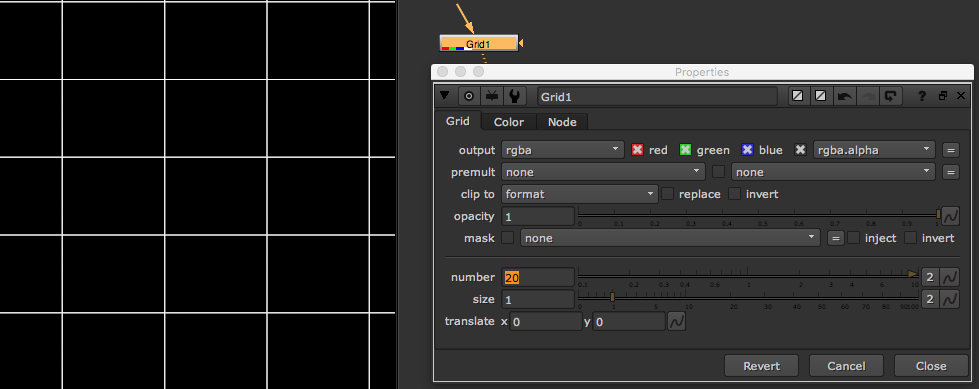 Grid1
Properties
Grid1 ?
Grid Color Node
output rgba red green blue rgba.alpha =
premult none none =
clip to format replace invert
opacity 1
0 0.1 0.2 0.3 0.4 0.5 0.6 0.7 0.8 0.9 1
mask none = inject invert
number 20 2
0.1 0.2 0.3 0.4 1 2 3 4 10
size 1 2
0 1 5 10 20 30 40 50 60 70 80 90 100
translate x 0 y 0
Revert Cancel Close